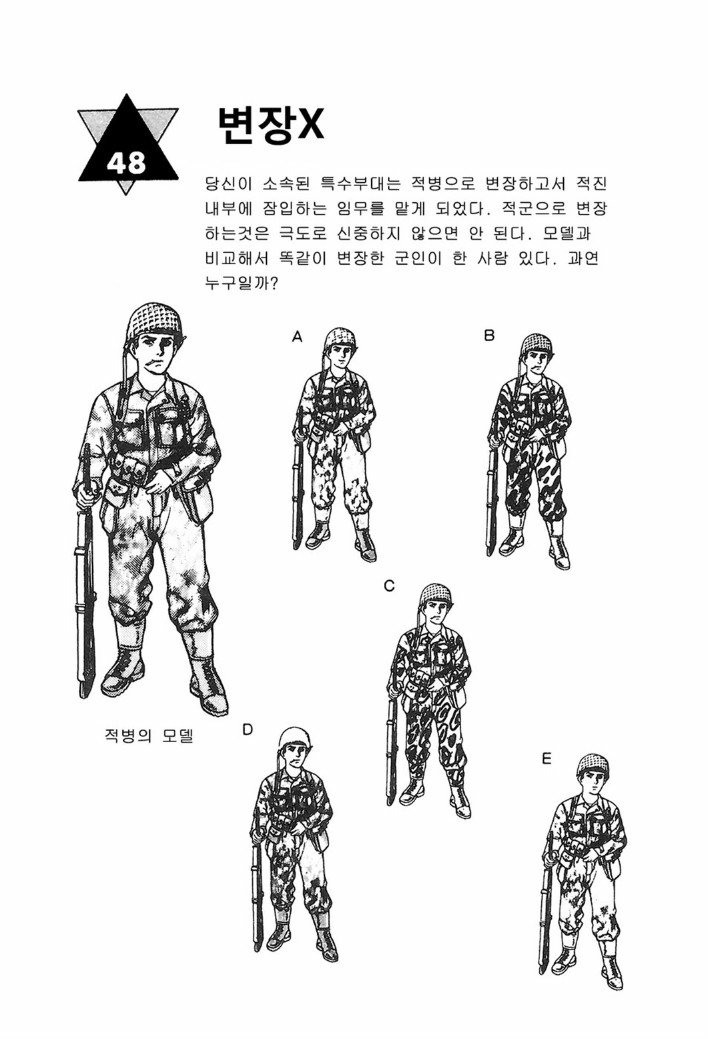 48
변장X
당신이 소속된 특수부대는 적병으로 변장하고서 적진
내부에 잠입하는 임무를 맡게 되었다. 적군으로 변장
하는것은 극도로 신중하지 않으면 안 된다. 모델과
비교해서 똑같이 변장한 군인이 한 사랑 있다. 과연
누구일까?
A
B
C
적병의 모델
D
E